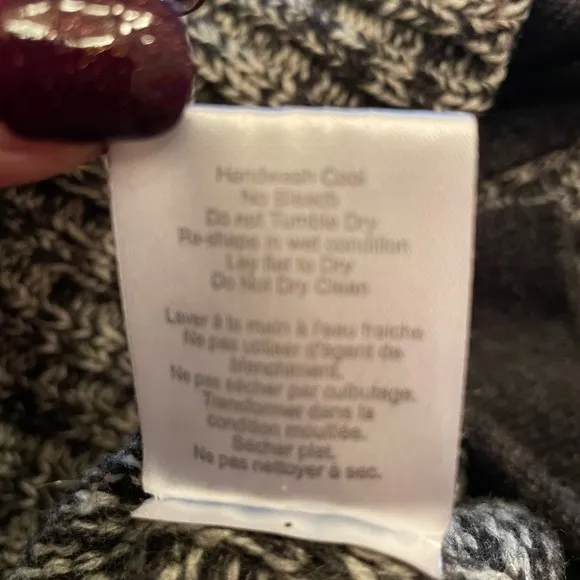 Handwash Cool
No Bleach
Do not Tumble Dry
Re-shape in wet condition
Lay flat to Dry
Do Not Dry Clean
Laver à la main à l'eau fraiche
Ne pas utiliser d'agent de
blanchiment.
Ne pas sécher par culbutage.
Transformer dans la
condition mouillée.
Sécher plat.
Ne pas nettoyer à sec.